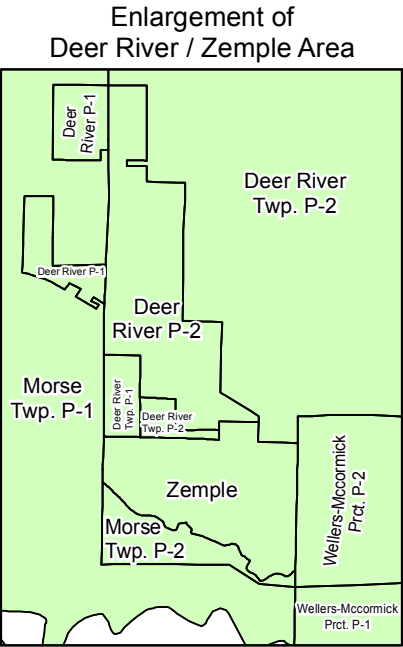 Enlargement of
Deer River / Zemple Area
Deer
River P-1
Deer River
Twp. P-2
Deer River P-1
Deer
River P-2
Morse
Twp. P-1
Deer River
Twp. P-1
Deer River
Twp. P-2
Zemple
Wellers-Mccormick
Prct. P-2
Morse
Twp. P-2
Wellers-Mccormick
Prct. P-1